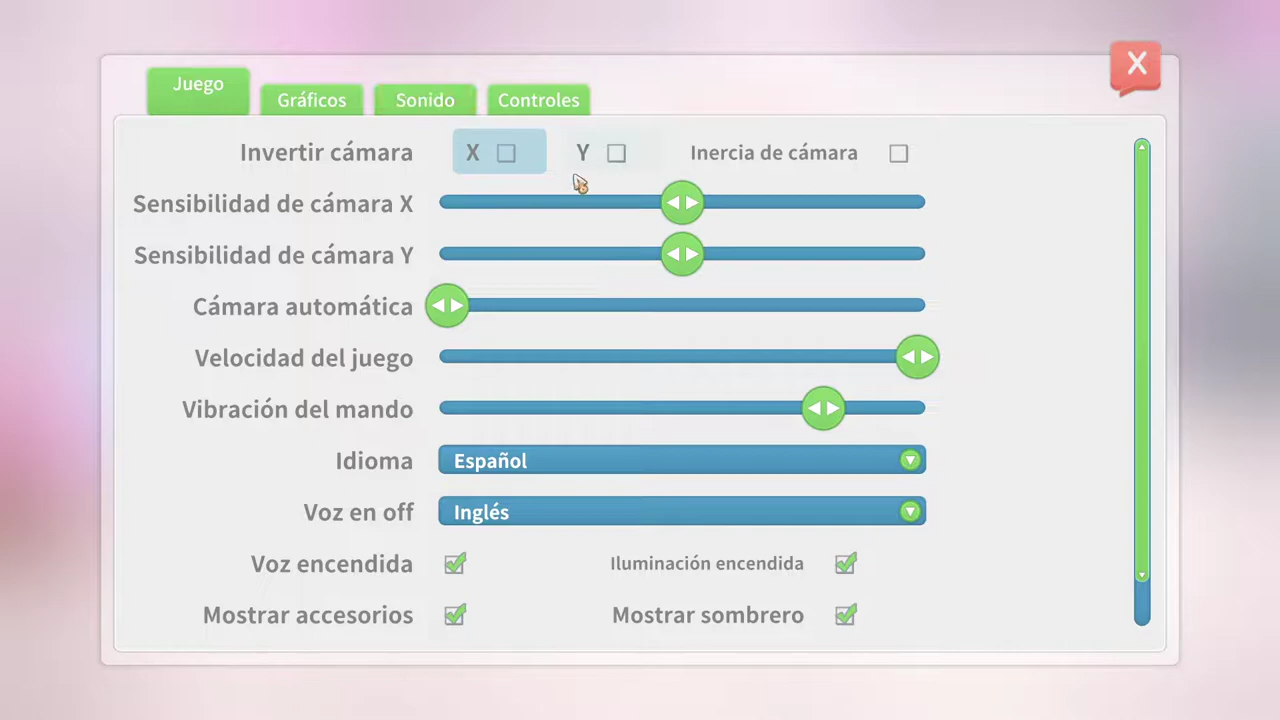 X
Juego
Gráficos
Sonido
Controles
Invertir cámara X Y Inercia de cámara
Sensibilidad de cámara X
Sensibilidad de cámara Y
Cámara automática
Velocidad del juego
Vibración del mando
Idioma Español
Voz en off Inglés
Voz encendida Iluminación encendida
Mostrar accesorios Mostrar sombrero